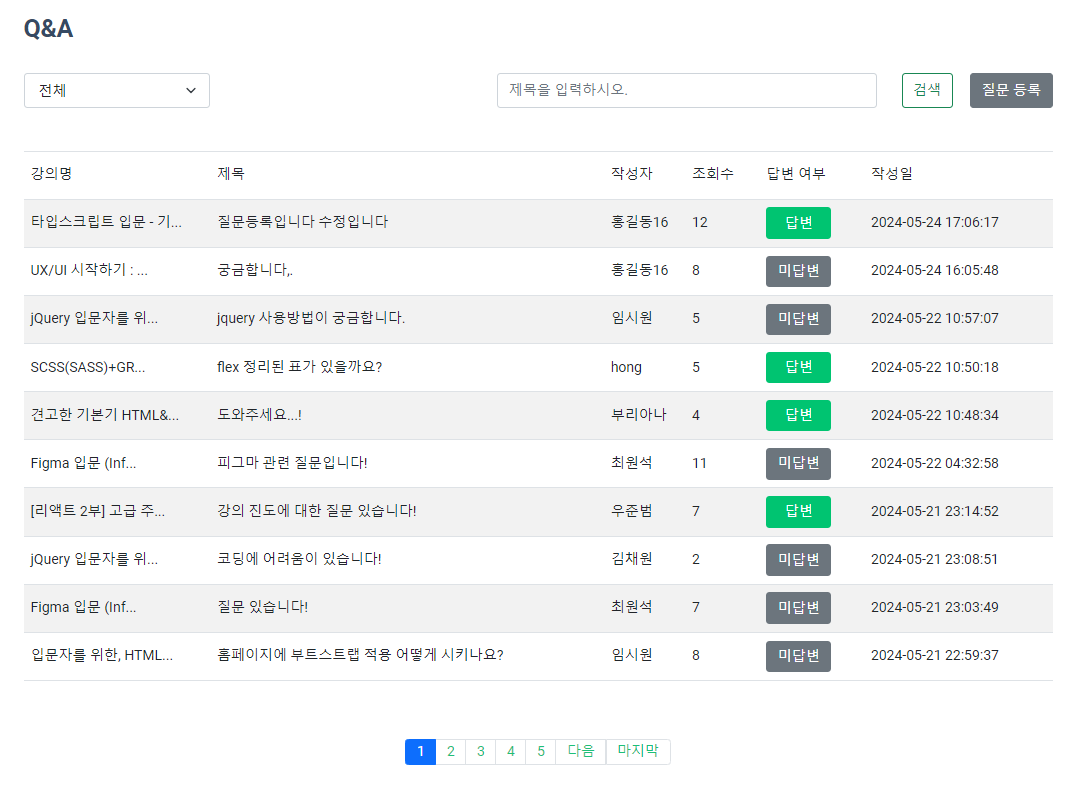 Q&A
전체 제목을 입력하시오. 검색 질문 등록
강의명 제목 작성자 조회수 답변 여부 작성일
타입스크립트 입문 - 기... 질문등록입니다 수정입니다 홍길동16 12 답변 2024-05-24 17:06:17
UX/UI 시작하기 : ... 궁금합니다,. 홍길동16 8 미답변 2024-05-24 16:05:48
jQuery 입문자를 위... jquery 사용방법이 궁금합니다. 임시원 5 미답변 2024-05-22 10:57:07
SCSS(SASS)+GR... flex 정리된 표가 있을까요? hong 5 답변 2024-05-22 10:50:18
견고한 기본기 HTML&... 도와주세요...! 부리아나 4 답변 2024-05-22 10:48:34
Figma 입문 (Inf... 피그마 관련 질문입니다! 최원석 11 미답변 2024-05-22 04:32:58
[리액트 2부] 고급 주... 강의 진도에 대한 질문 있습니다! 우준범 7 답변 2024-05-21 23:14:52
jQuery 입문자를 위... 코딩에 어려움이 있습니다! 김채원 2 미답변 2024-05-21 23:08:51
Figma 입문 (Inf... 질문 있습니다! 최원석 7 미답변 2024-05-21 23:03:49
입문자를 위한, HTML... 홈페이지에 부트스트랩 적용 어떻게 시키나요? 임시원 8 미답변 2024-05-21 22:59:37
1 2 3 4 5 다음 마지막